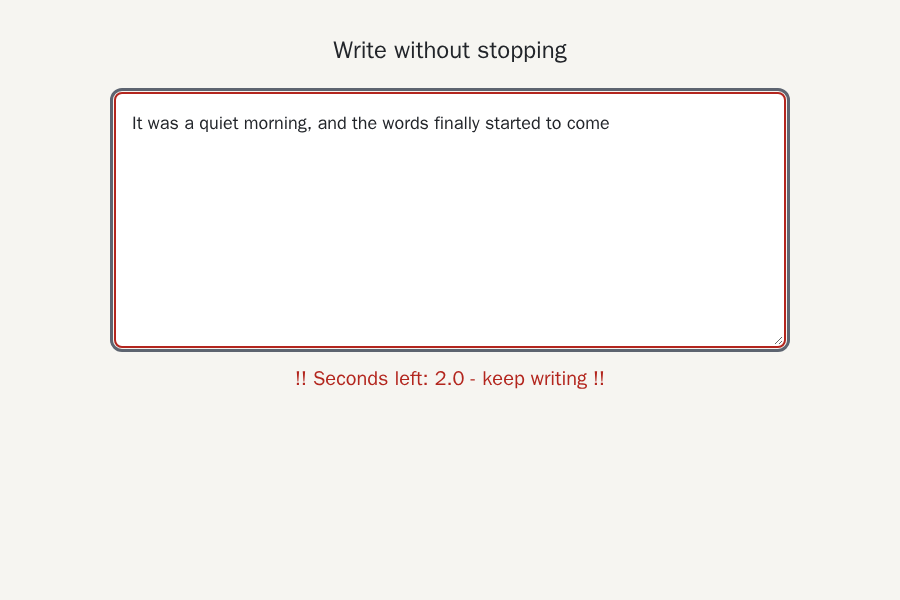 Write without stopping
It was a quiet morning, and the words finally started to come
!! Seconds left: 2.0 - keep writing !!